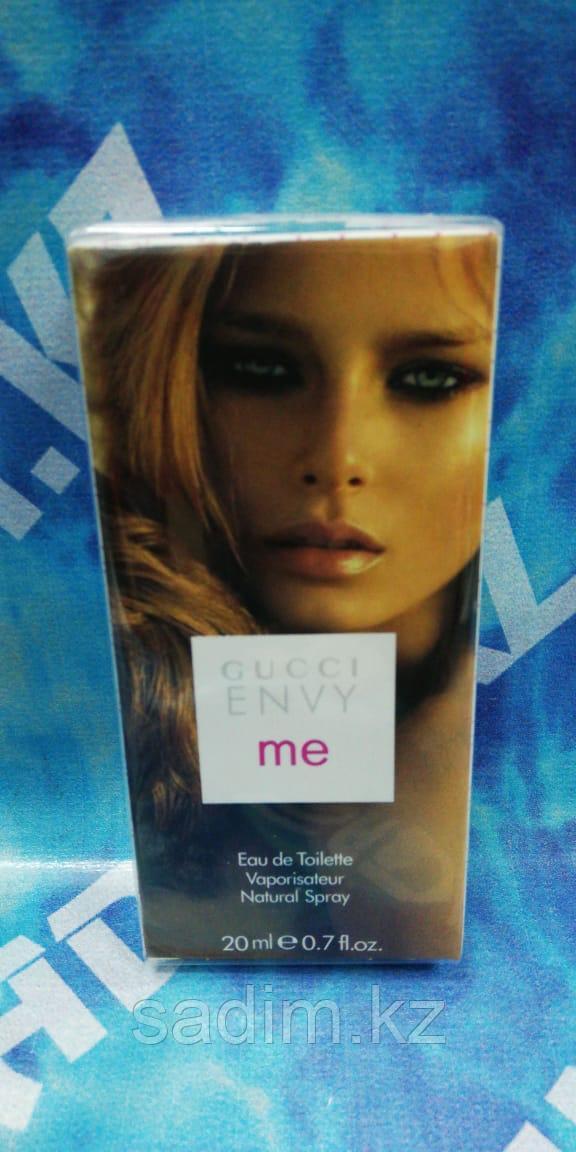 GUCCI
ENVY
me
Eau de Toilette
Vaporisateur
Natural Spray
20 ml e 0.7 fl.oz.
sadim.kz